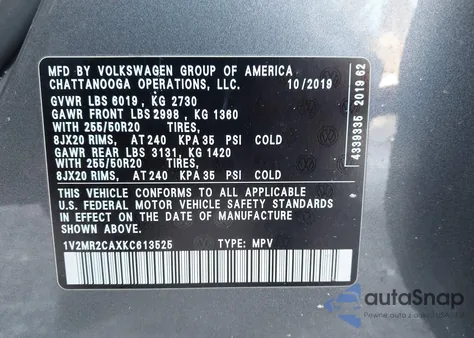 MFD BY VOLKSWAGEN GROUP OF AMERICA
CHATTANOOGA OPERATIONS, LLC. 10/2019
GVWR LBS 6019, KG 2730
GAWR FRONT LBS 2998, KG 1360
WITH 255/50R20 TIRES,
8JX20 RIMS, AT 240 KPA 35 PSI COLD
GAWR REAR LBS 3131, KG 1420
WITH 255/50R20 TIRES,
8JX20 RIMS, AT 240 KPA 35 PSI COLD
THIS VEHICLE CONFORMS TO ALL APPLICABLE
U.S. FEDERAL MOTOR VEHICLE SAFETY STANDARDS
IN EFFECT ON THE DATE OF MANUFACTURE SHOWN
ABOVE.
1V2MR2CAXKC613525 TYPE: MPV
4339335 2019 62
autoSnap
Pewne auta z usa